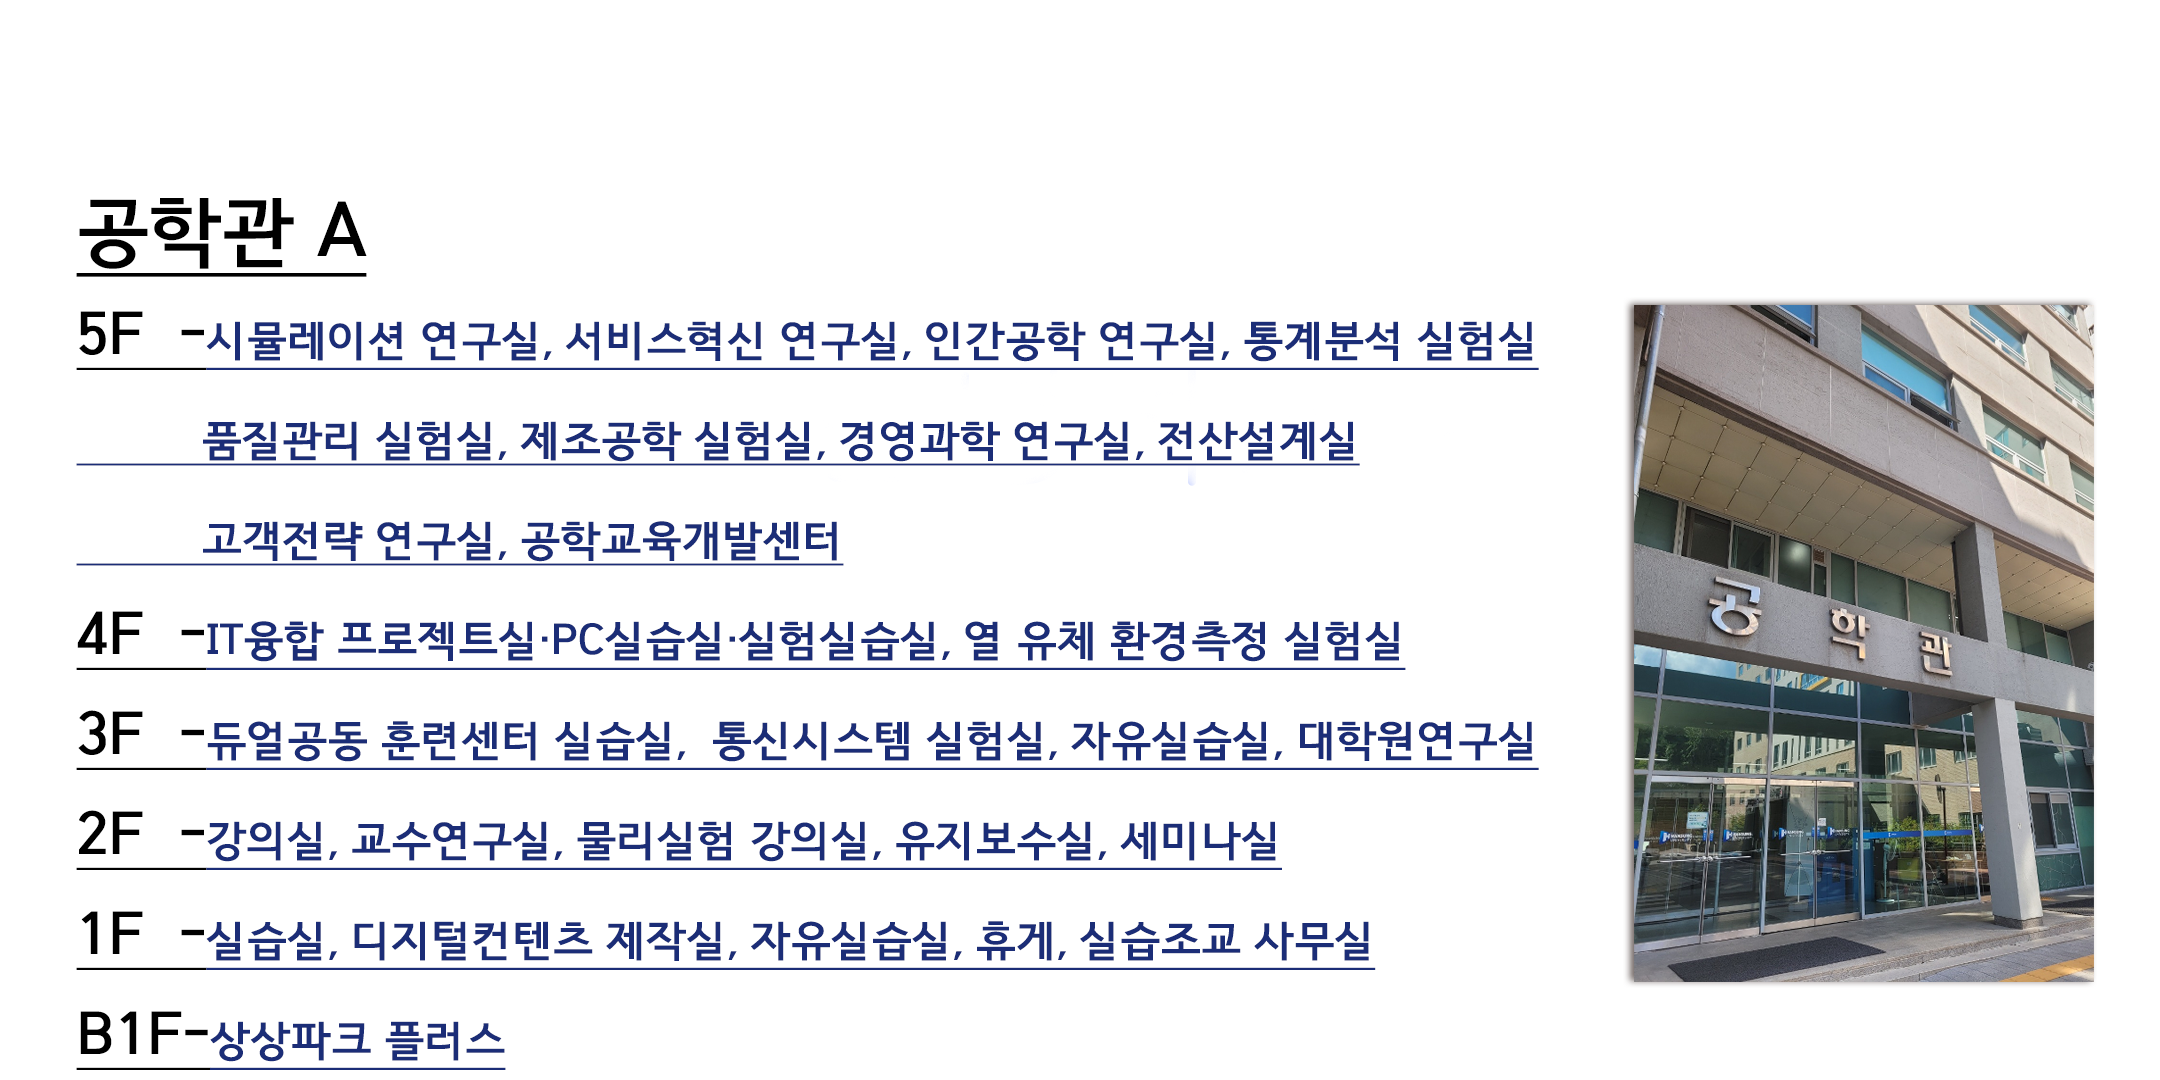 공학관 A
5F -시뮬레이션 연구실, 서비스혁신 연구실, 인간공학 연구실, 통계분석 실험실
품질관리 실험실, 제조공학 실험실, 경영과학 연구실, 전산설계실
고객전략 연구실, 공학교육개발센터
4F -IT융합 프로젝트실·PC실습실·실험실습실, 열 유체 환경측정 실험실
3F -듀얼공동 훈련센터 실습실, 통신시스템 실험실, 자유실습실, 대학원연구실
2F -강의실, 교수연구실, 물리실험 강의실, 유지보수실, 세미나실
1F -실습실, 디지털컨텐츠 제작실, 자유실습실, 휴게, 실습조교 사무실
B1F-상상파크 플러스
공학관